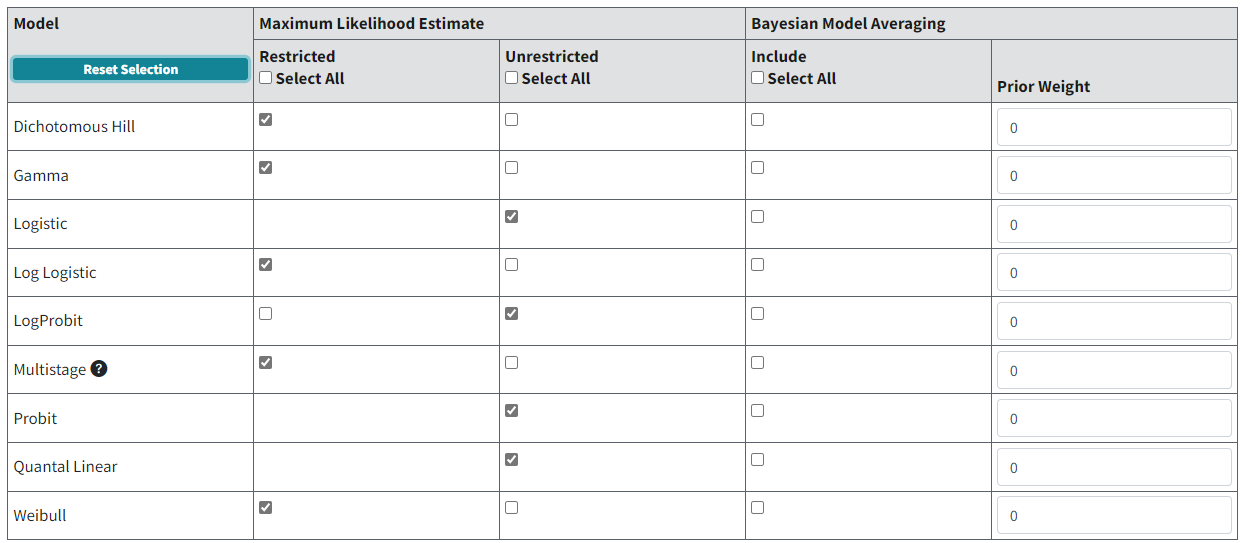 Model
Maximum Likelihood Estimate
Bayesian Model Averaging
Reset Selection
Restricted
Select All
Unrestricted
Select All
Include
Select All
Prior Weight
Dichotomous Hill
0
Gamma
0
Logistic
0
Log Logistic
0
LogProbit
0
Multistage ?
0
Probit
0
Quantal Linear
0
Weibull
0